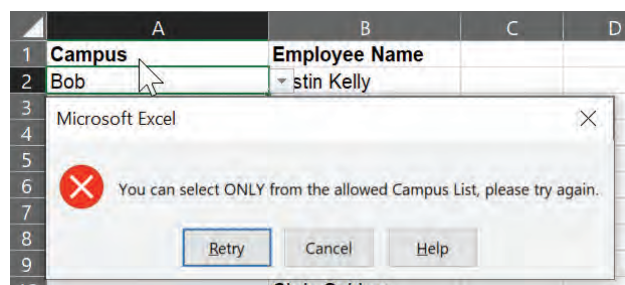 A B C D
1 Campus Employee Name
2 Bob stin Kelly
3
Microsoft Excel
4
5
6 You can select ONLY from the allowed Campus List, please try again.
7
8 Retry Cancel Help
9